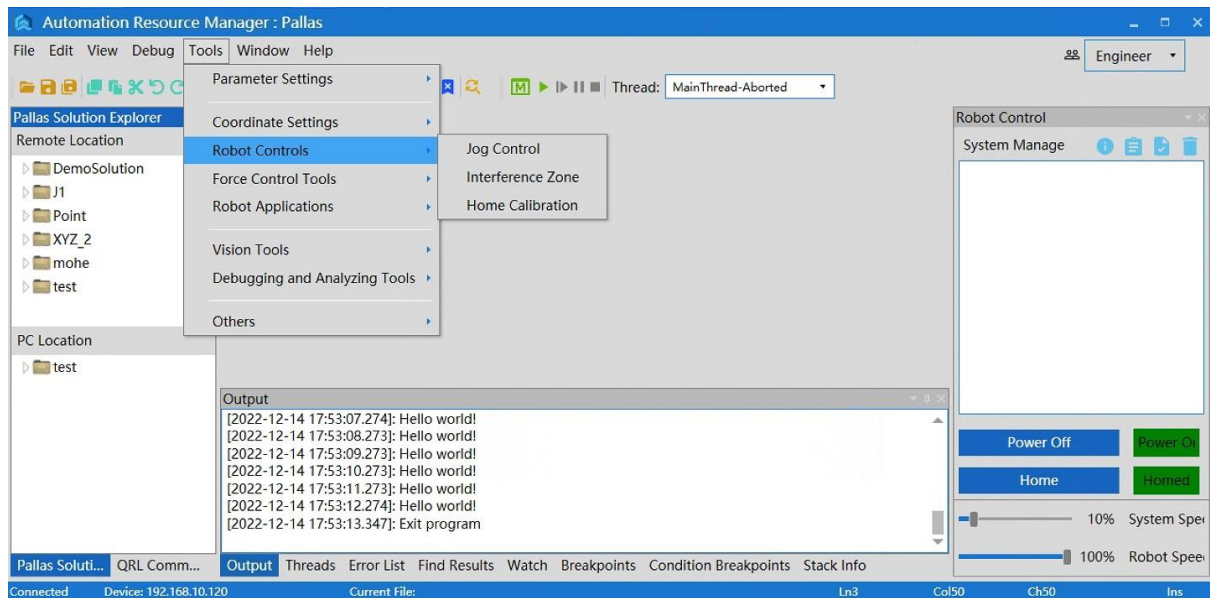 Automation Resource Manager : Pallas
File Edit View Debug Tools Window Help
Engineer
Thread: MainThread-Aborted
M
Parameter Settings
Coordinate Settings
Robot Controls
Force Control Tools
Robot Applications
Vision Tools
Debugging and Analyzing Tools
Others
Jog Control
Interference Zone
Home Calibration
Pallas Solution Explorer
Remote Location
DemoSolution
J1
Point
XYZ_2
mohe
test
PC Location
test
Pallas Soluti... QRL Comm...
Output
[2022-12-14 17:53:07.274]: Hello world!
[2022-12-14 17:53:08.273]: Hello world!
[2022-12-14 17:53:09.273]: Hello world!
[2022-12-14 17:53:10.273]: Hello world!
[2022-12-14 17:53:11.273]: Hello world!
[2022-12-14 17:53:12.274]: Hello world!
[2022-12-14 17:53:13.347]: Exit program
Output Threads Error List Find Results Watch Breakpoints Condition Breakpoints Stack Info
Robot Control
System Manage
Power Off Power O
Home Homed
10% System Spe
100% Robot Spee
Connected Device: 192.168.10.120 Current File: Ln3 Col50 Ch50 Ins